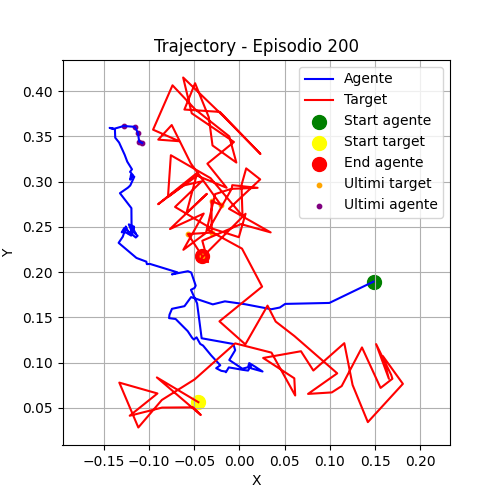 Trajectory - Episodio 200
Agente
Target
Start agente
Start target
End agente
Ultimi target
Ultimi agente
Y
0.40
0.35
0.30
0.25
0.20
0.15
0.10
0.05
−0.15 −0.10 −0.05 0.00 0.05 0.10 0.15 0.20
X